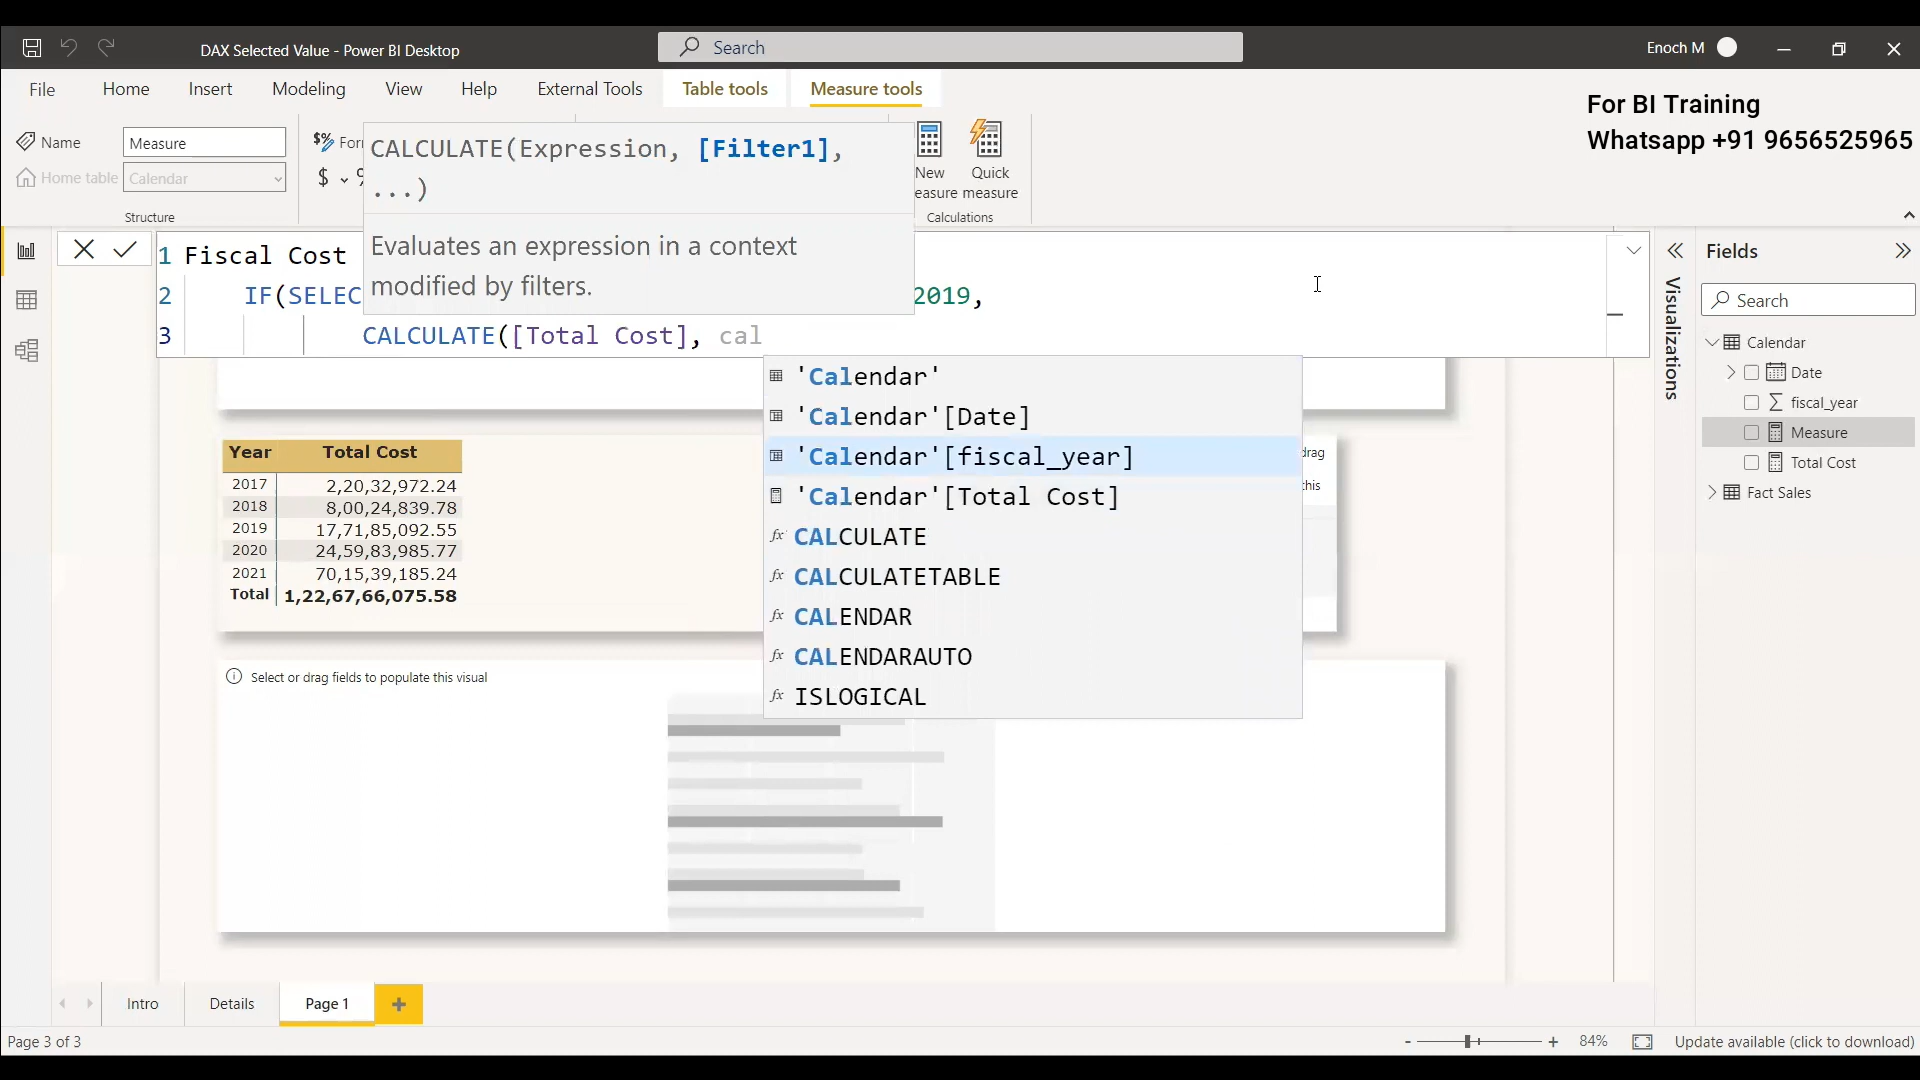 DAX Selected Value - Power BI Desktop
Search
Enoch M
File Home Insert Modeling View Help External Tools Table tools Measure tools
For BI Training
Whatsapp +91 9656525965
Name Measure
Home table Calendar
Structure
$
New
easure
Quick
measure
Calculations
CALCULATE(Expression, [Filter1],
...)
Evaluates an expression in a context
modified by filters.
1 Fiscal Cost
2 IF(SELEC 2019,
3 CALCULATE([Total Cost], cal
'Calendar'
'Calendar'[Date]
'Calendar'[fiscal_year]
'Calendar'[Total Cost]
CALCULATE
CALCULATETABLE
CALENDAR
CALENDARAUTO
ISLOGICAL
Year Total Cost
2017 2,20,32,972.24
2018 8,00,24,839.78
2019 17,71,85,092.55
2020 24,59,83,985.77
2021 70,15,39,185.24
Total 1,22,67,66,075.58
drag
this
Select or drag fields to populate this visual
Visualizations
Fields
Search
Calendar
Date
fiscal_year
Measure
Total Cost
Fact Sales
Intro Details Page 1 +
Page 3 of 3
- + 84%
Update available (click to download)